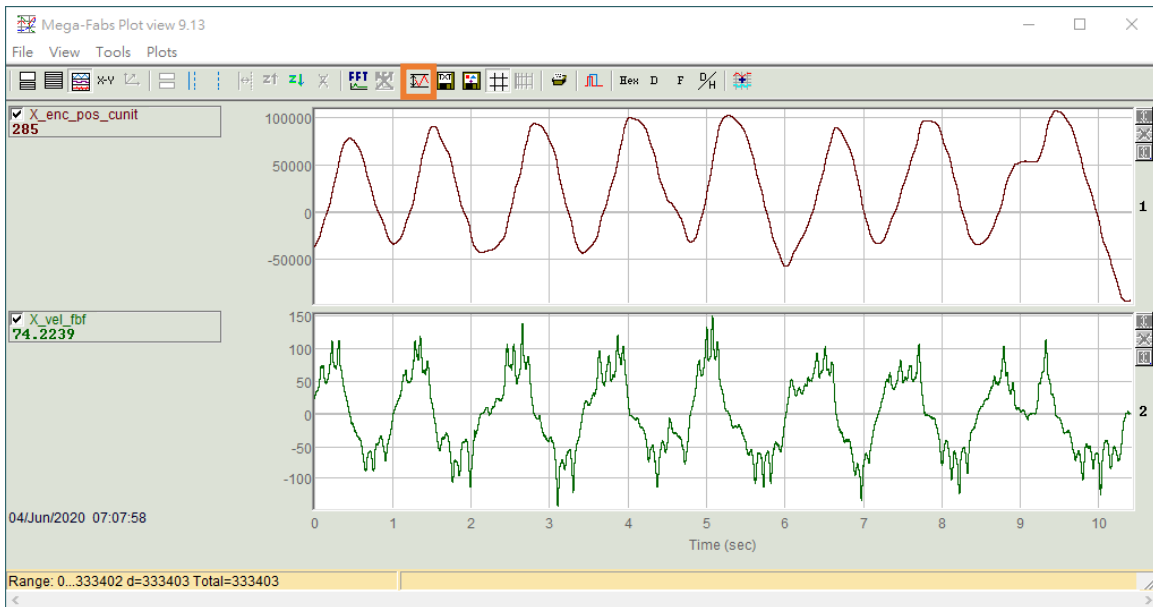 Mega-Fabs Plot view 9.13
File View Tools Plots
X-Y FFT TXT Hex D F D/H
X_enc_pos_cunit
285
100000
50000
0
-50000
1
X_vel_fbf
74.2239
150
100
50
0
-50
-100
2
04/Jun/2020 07:07:58
0 1 2 3 4 5 6 7 8 9 10
Time (sec)
Range: 0...333402 d=333403 Total=333403